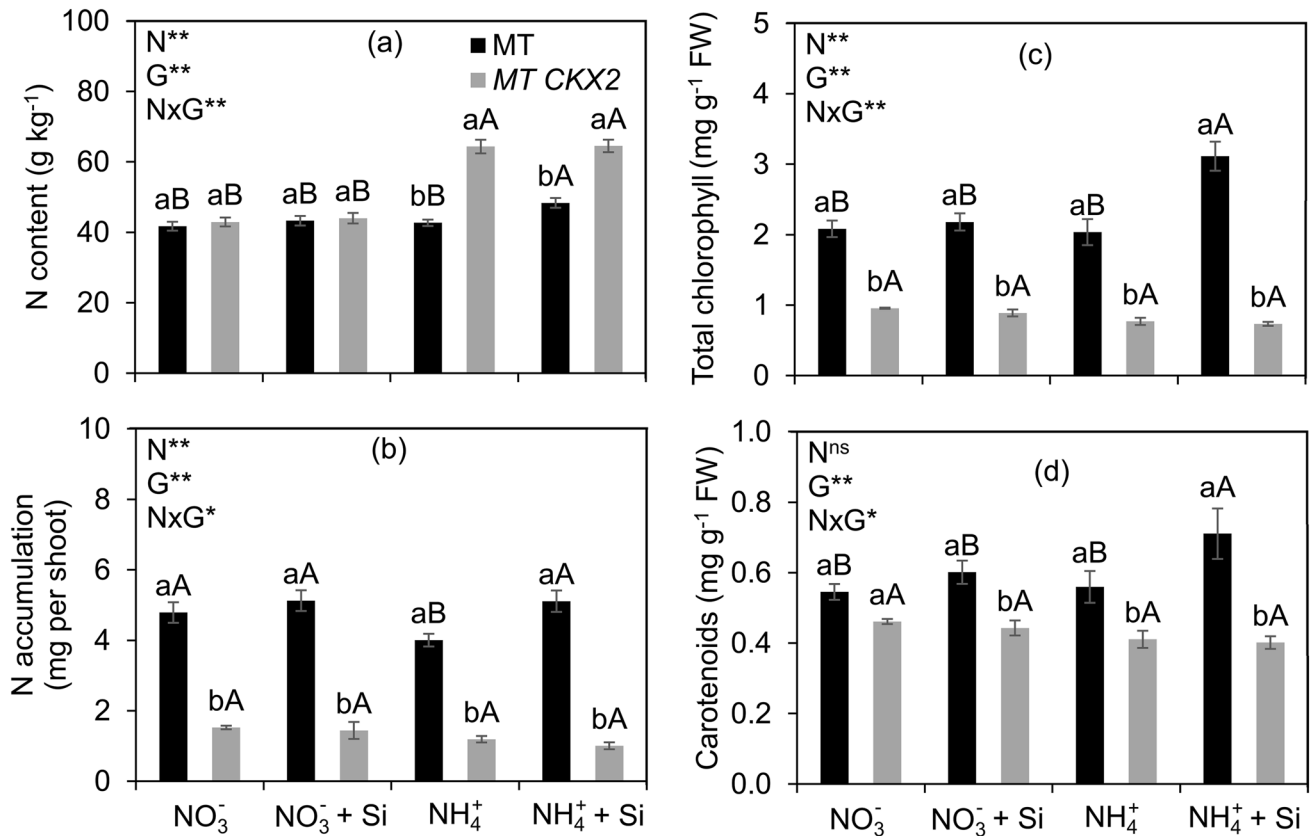 N content (g kg⁻¹)
100
80
60
40
20
0
N**
G**
NxG**
(a)
MT
MT CKX2
aB
aB
aB
aB
bB
aA
bA
aA
Total chlorophyll (mg g⁻¹ FW)
5
4
3
2
1
0
N**
G**
NxG**
(c)
aB
bA
aB
bA
aB
bA
aA
bA
N accumulation
(mg per shoot)
10
8
6
4
2
0
N**
G**
NxG*
(b)
aA
bA
aA
bA
aB
bA
aA
bA
NO₃⁻
NO₃⁻ + Si
NH₄⁺
NH₄⁺ + Si
Carotenoids (mg g⁻¹ FW)
1.0
0.8
0.6
0.4
0.2
0.0
Nⁿˢ
G**
NxG*
(d)
aB
aA
aB
bA
aB
bA
aA
bA
NO₃⁻
NO₃⁻ + Si
NH₄⁺
NH₄⁺ + Si